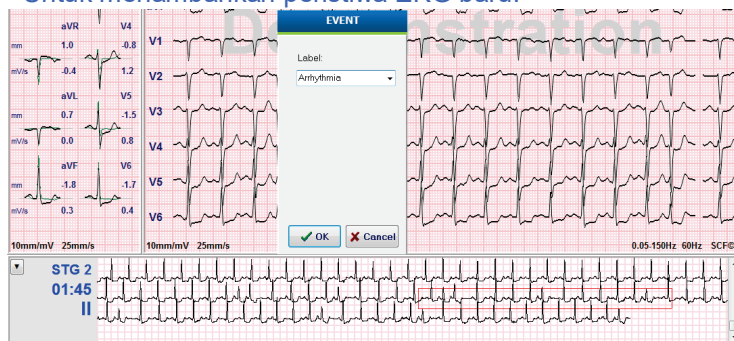 Untuk menambahkan peristiwa EKG baru:
Demonstration
EVENT
Label:
Arrhythmia
OK
Cancel
aVR V4
mm 1.0 -0.8
mV/s -0.4 1.2
aVL V5
mm 0.7 -1.5
mV/s 0.0 0.8
aVF V6
mm -1.8 -1.7
mV/s 0.3 0.4
10mm/mV 25mm/s
V1
V2
V3
V4
V5
V6
10mm/mV 25mm/s
0.05-150Hz 60Hz SCF©
STG 2
01:45
II